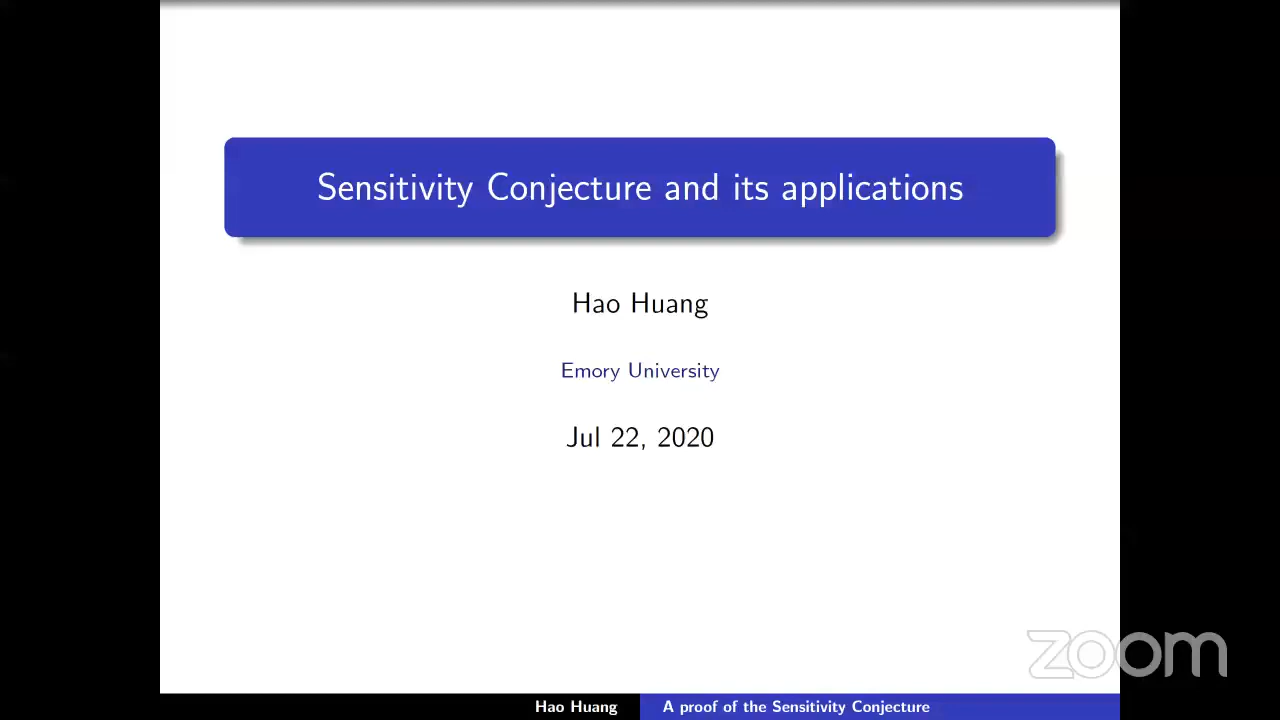 Sensitivity Conjecture and its applications
Hao Huang
Emory University
Jul 22, 2020
zoom
Hao Huang
A proof of the Sensitivity Conjecture